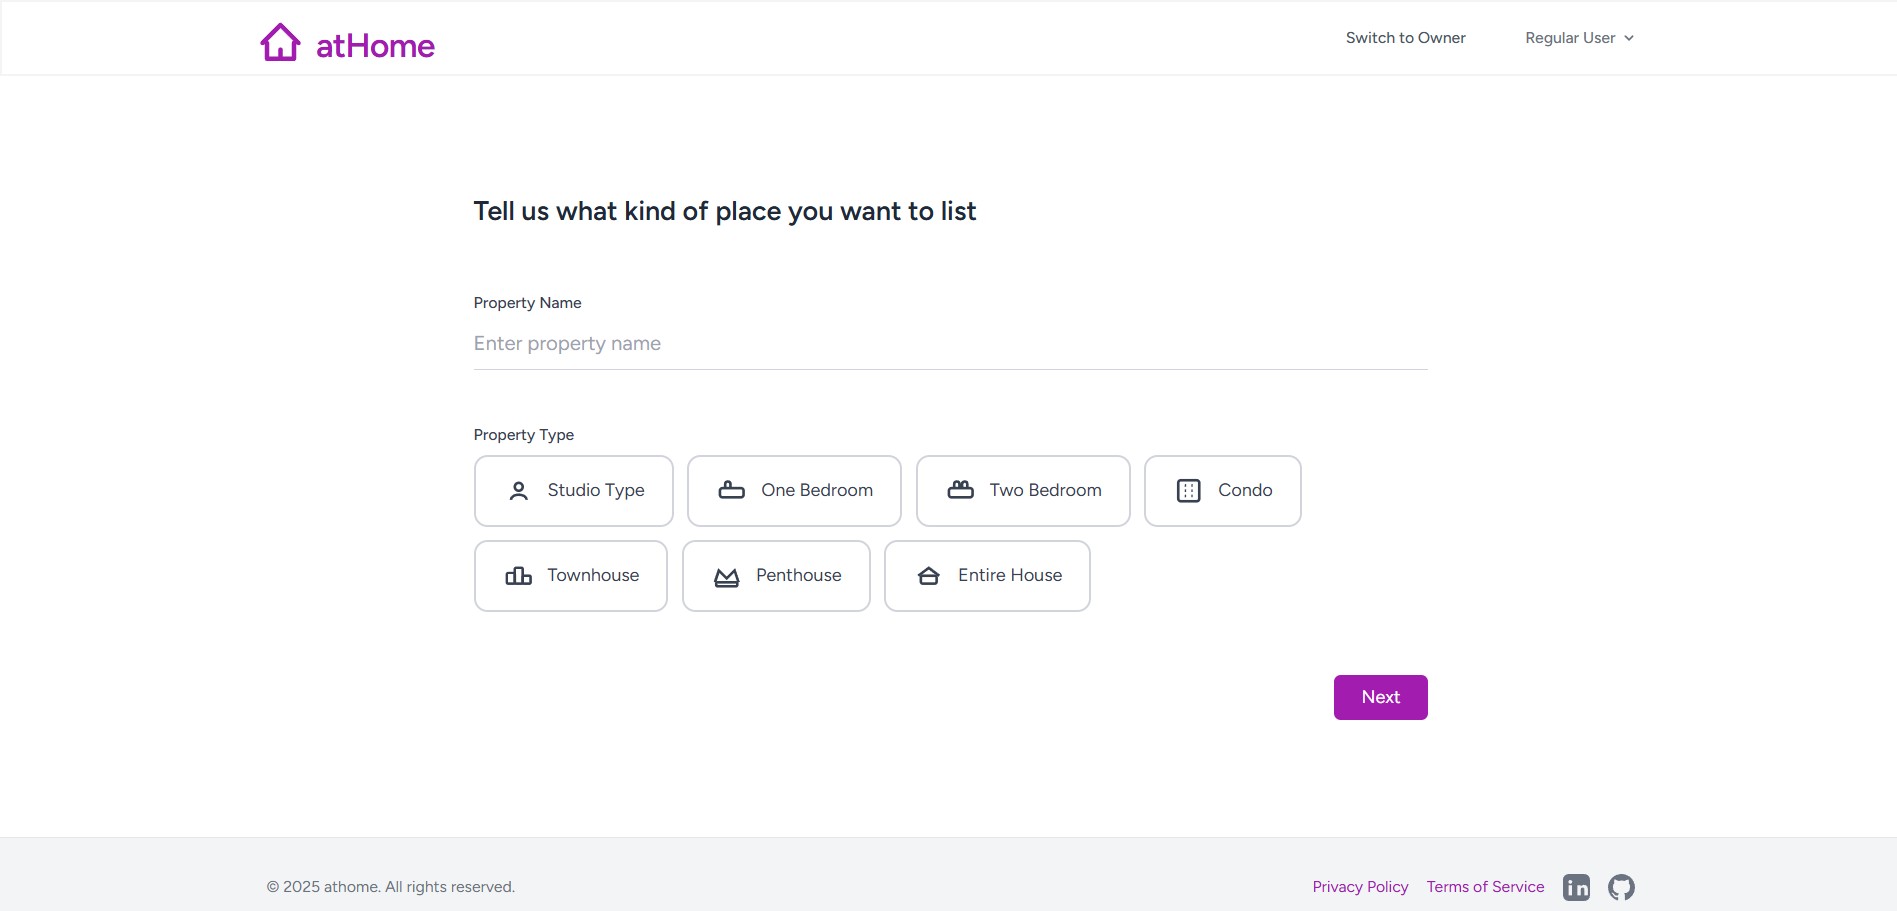 atHome
Switch to Owner
Regular User
Tell us what kind of place you want to list
Property Name
Enter property name
Property Type
Studio Type
One Bedroom
Two Bedroom
Condo
Townhouse
Penthouse
Entire House
Next
© 2025 athome. All rights reserved.
Privacy Policy
Terms of Service
in